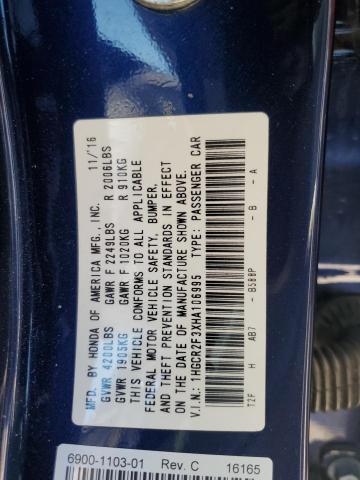 MFD. BY HONDA OF AMERICA MFG., INC. 11/'16
GVWR 4200LBS GAWR F 2249LBS R 2006LBS
GVWR 1905KG GAWR F 1020KG R 910KG
THIS VEHICLE CONFORMS TO ALL APPLICABLE
FEDERAL MOTOR VEHICLE SAFETY, BUMPER,
AND THEFT PREVENTION STANDARDS IN EFFECT
ON THE DATE OF MANUFACTURE SHOWN ABOVE.
V.I.N.: 1HGCR2F3XHA106995 TYPE: PASSENGER CAR
T2F H AB7 -B588P -B -A
6900-1103-01 Rev. C 16165